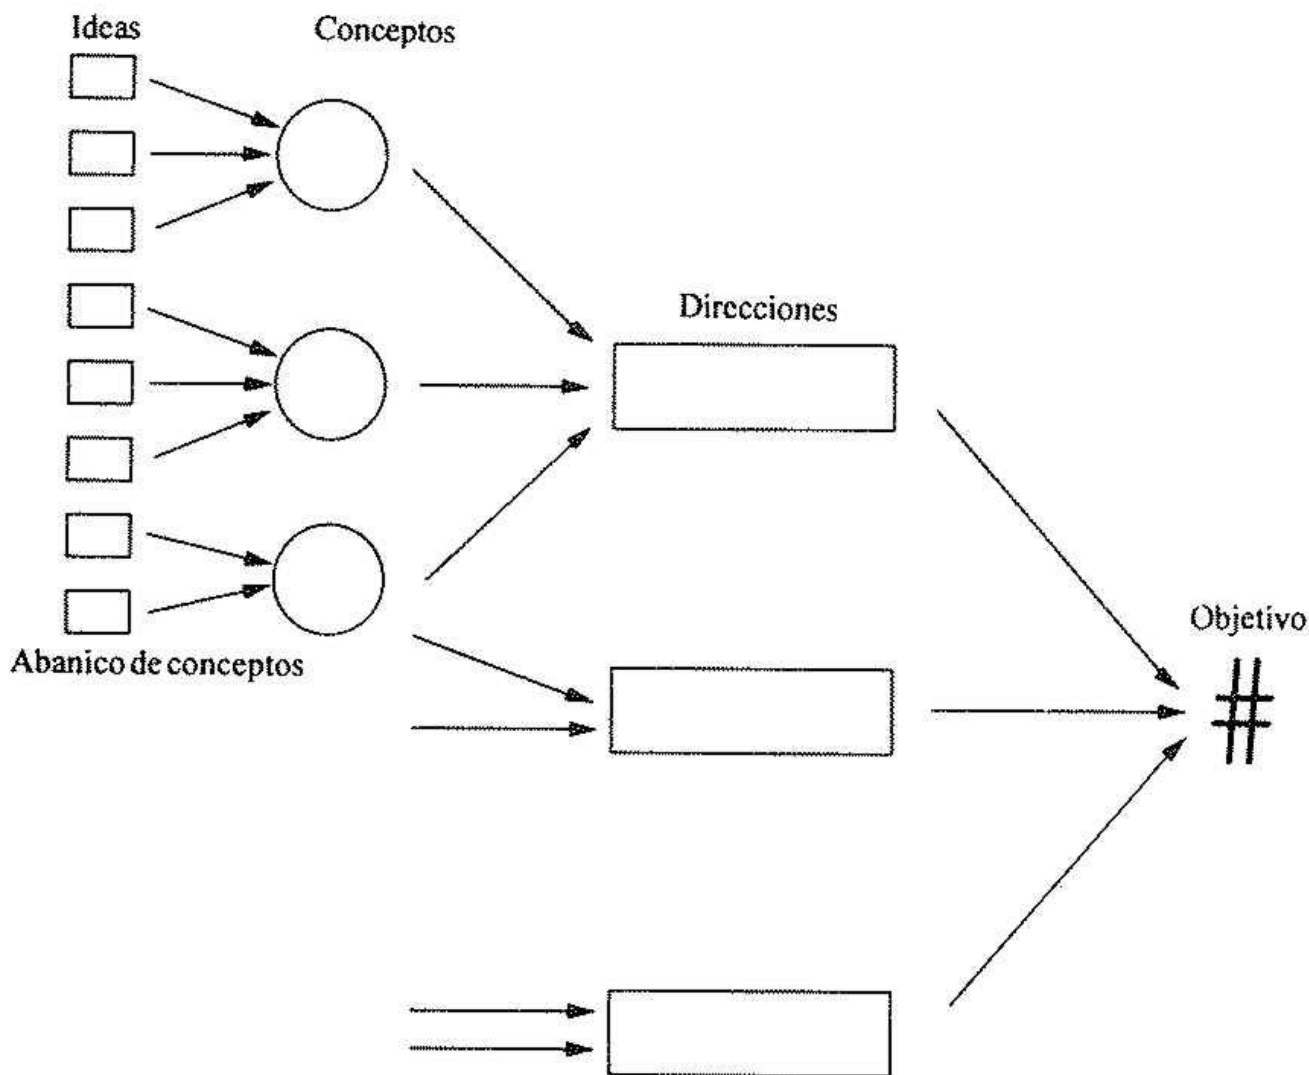 Ideas
Conceptos
Direcciones
Objetivo
#
Abanico de conceptos